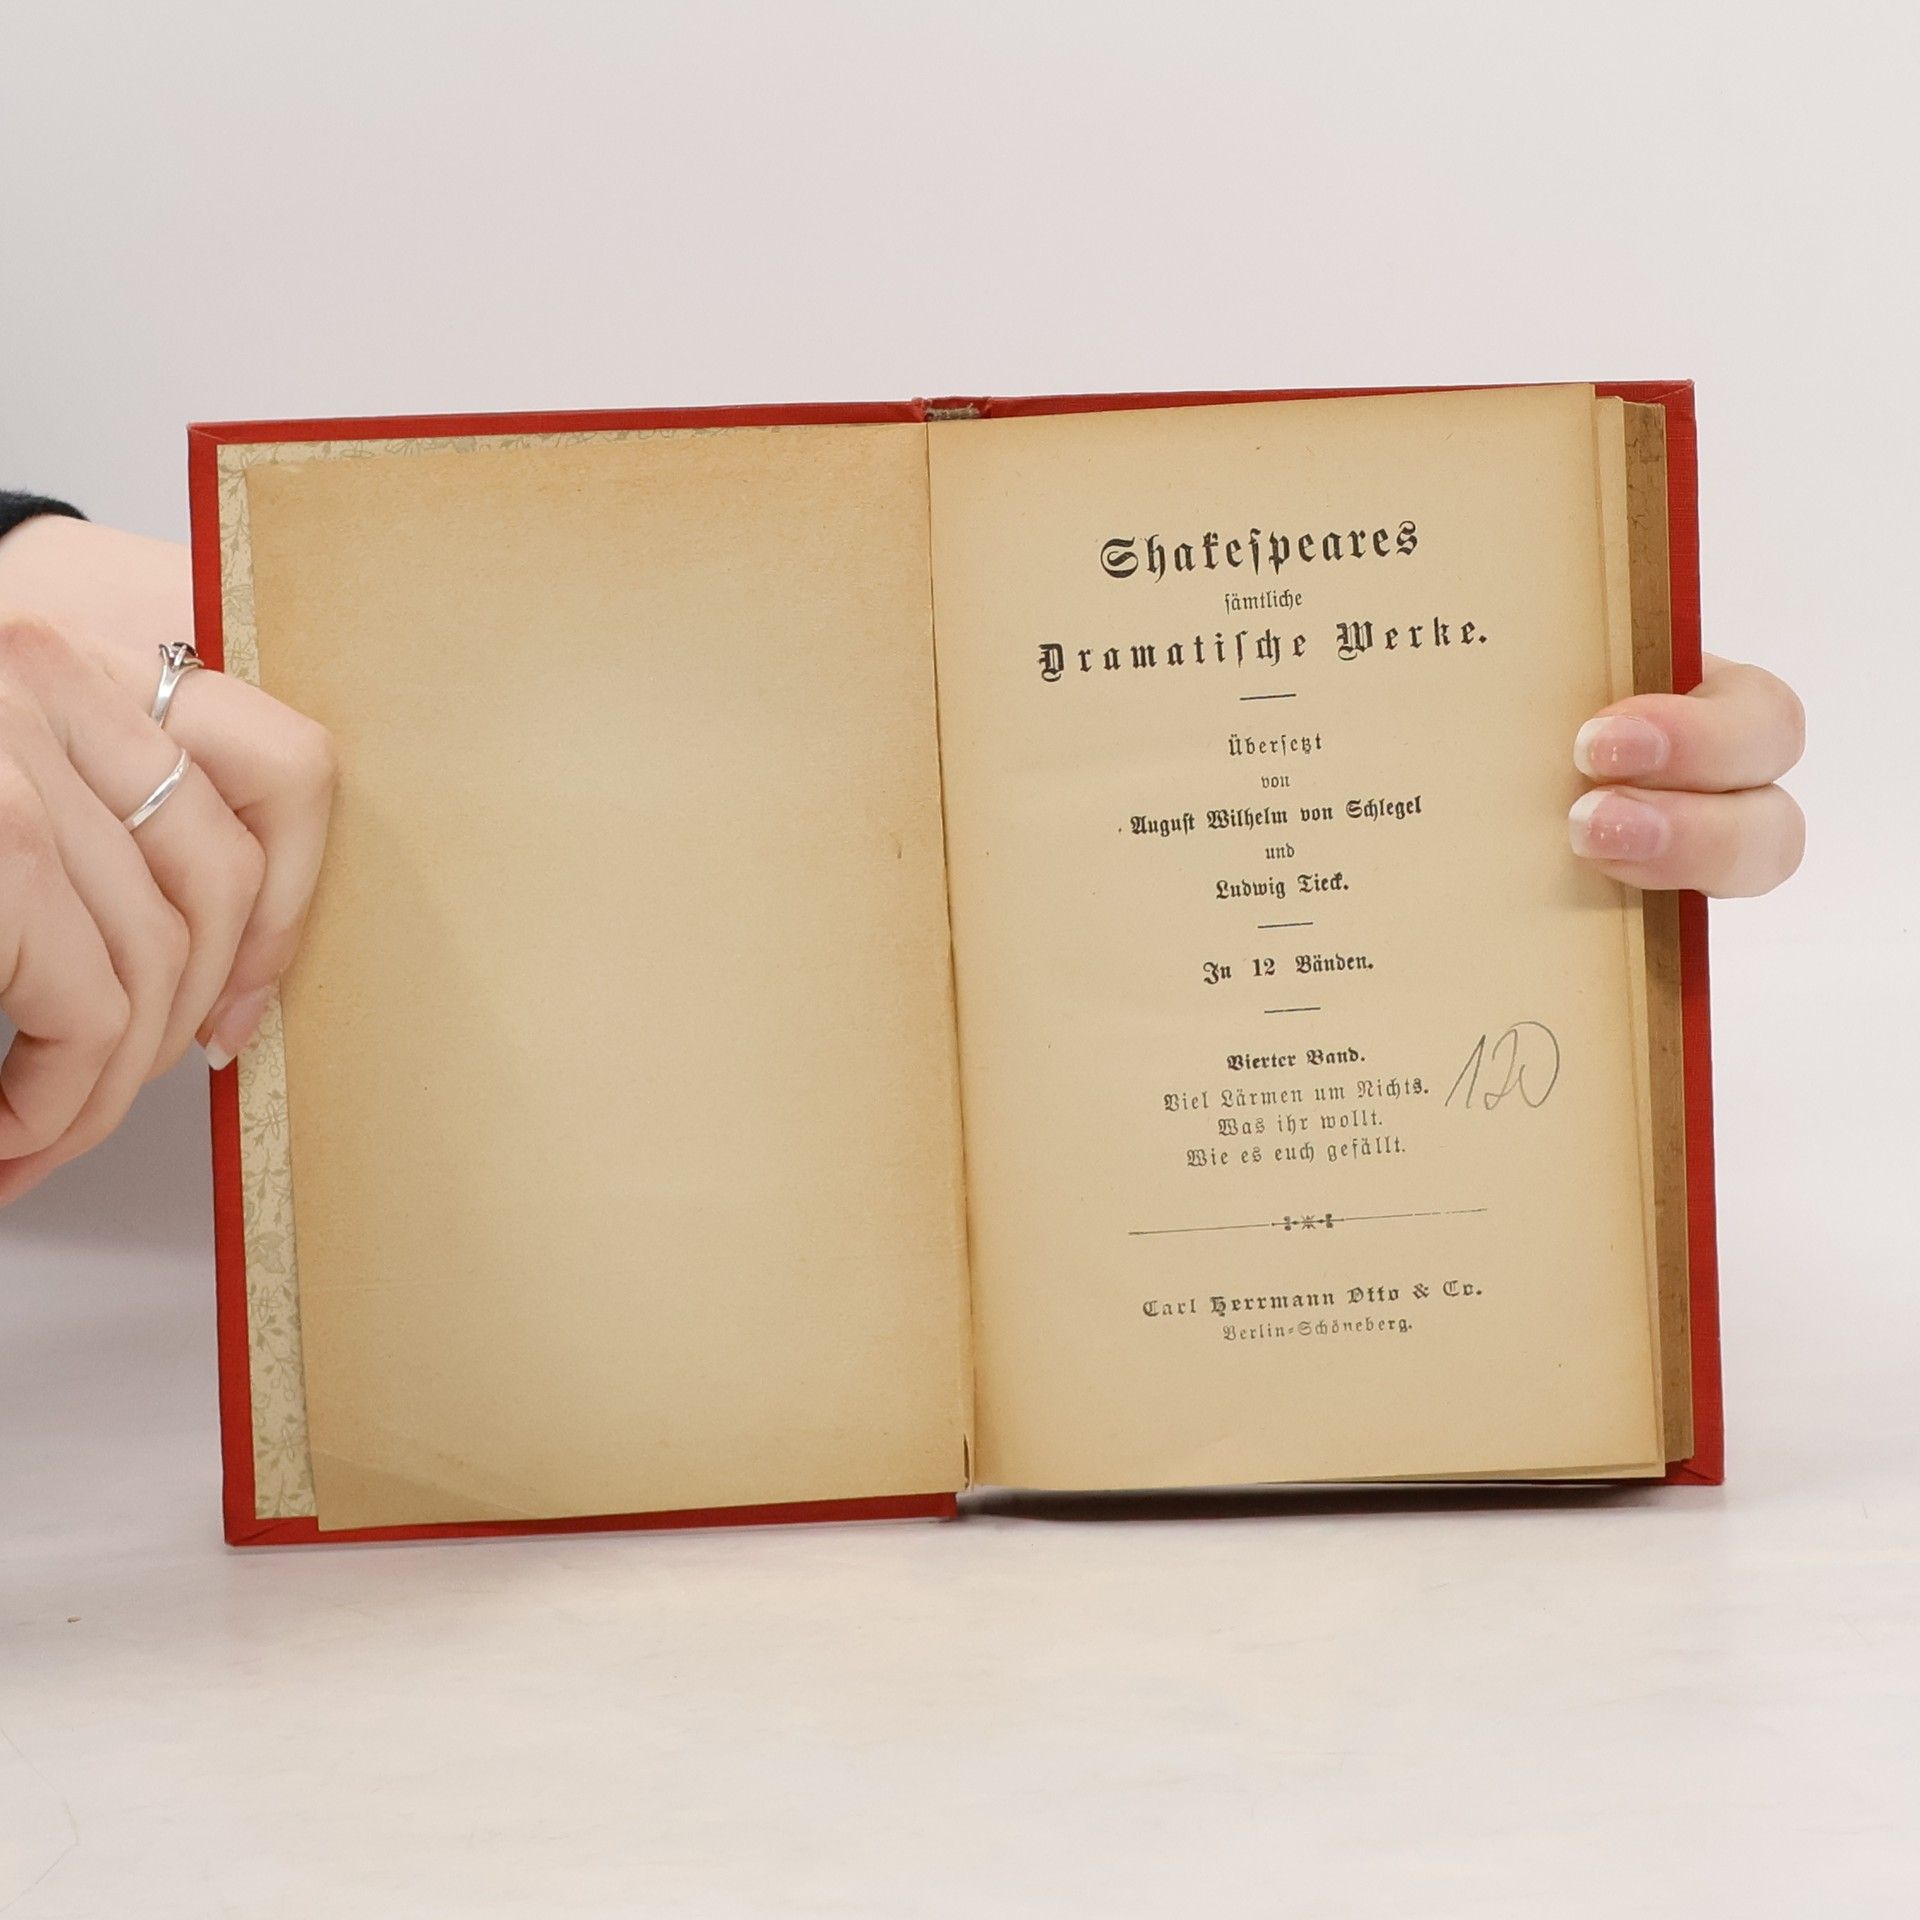 Shakeſpeares
ſämtliche
Dramatiſche Werke.
Überſetzt
von
Auguſt Wilhelm von Schlegel
und
Ludwig Tieck.
In 12 Bänden.
Vierter Band.
Viel Lärmen um Nichts.
120
Was ihr wollt.
Wie es euch gefällt.
Carl Herrmann Otto & Co.
Berlin-Schöneberg.